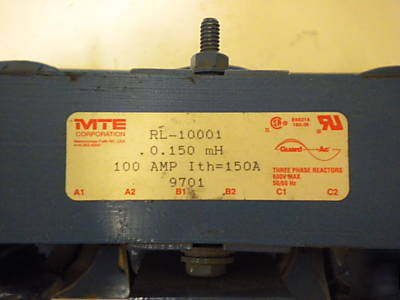 MTE
CORPORATION
RL-10001
.0.150 mH
100 AMP Ith=150A
9701
Guard-Ac
THREE PHASE REACTORS
600V MAX
50/60 Hz
A1 A2 B1 B2 C1 C2